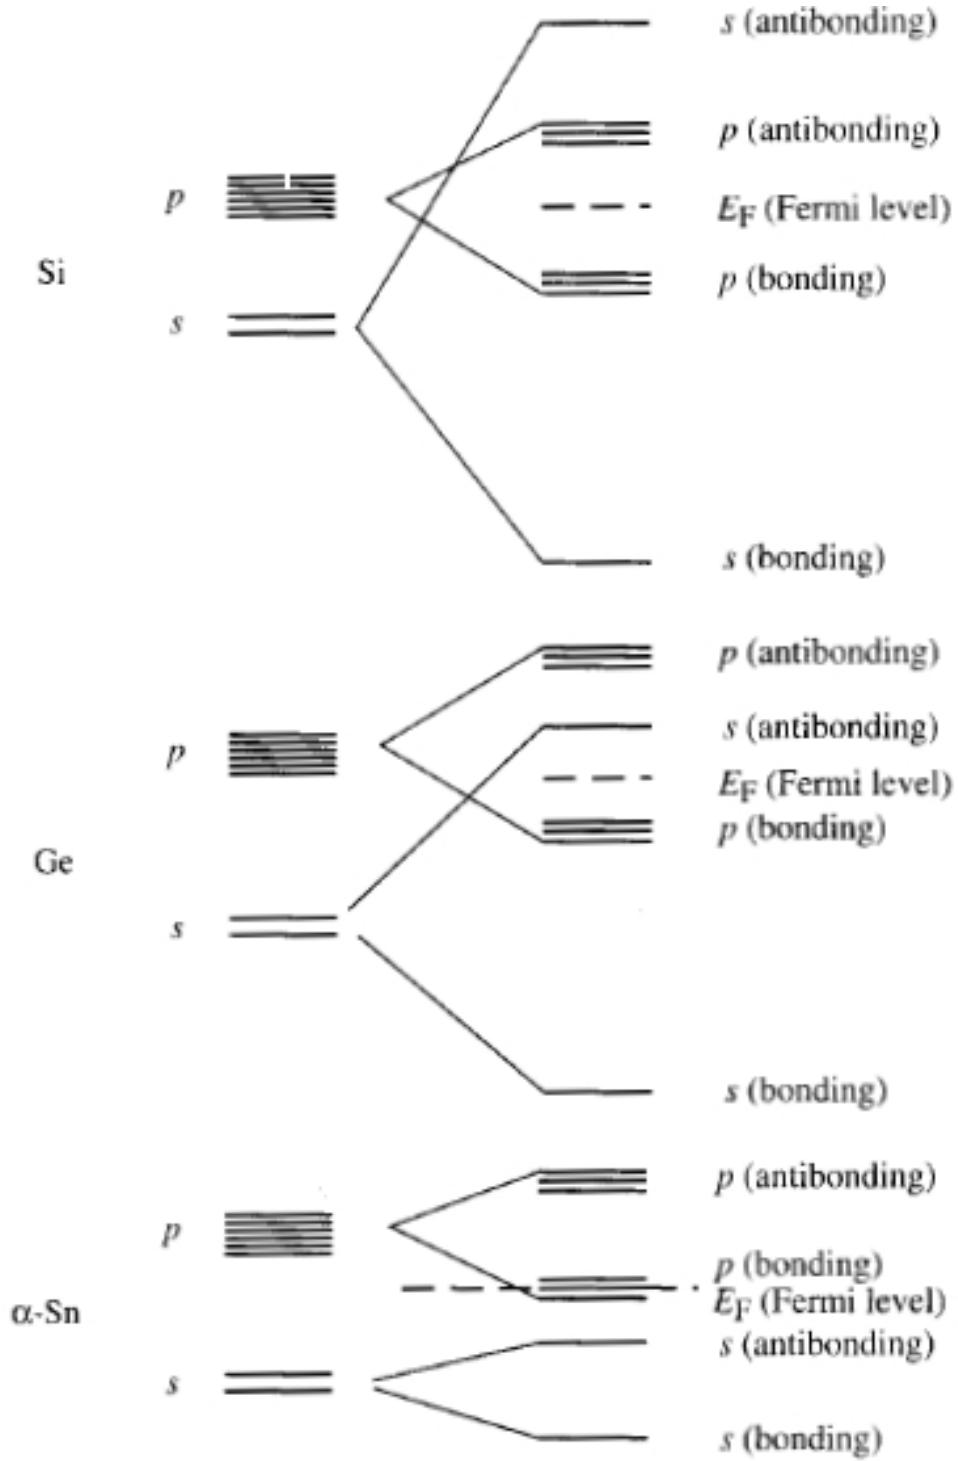 s (antibonding)
p (antibonding)
p
E_F (Fermi level)
Si
p (bonding)
s
s (bonding)
p (antibonding)
s (antibonding)
p
E_F (Fermi level)
p (bonding)
Ge
s
s (bonding)
p (antibonding)
p
p (bonding)
E_F (Fermi level)
α-Sn
s (antibonding)
s
s (bonding)